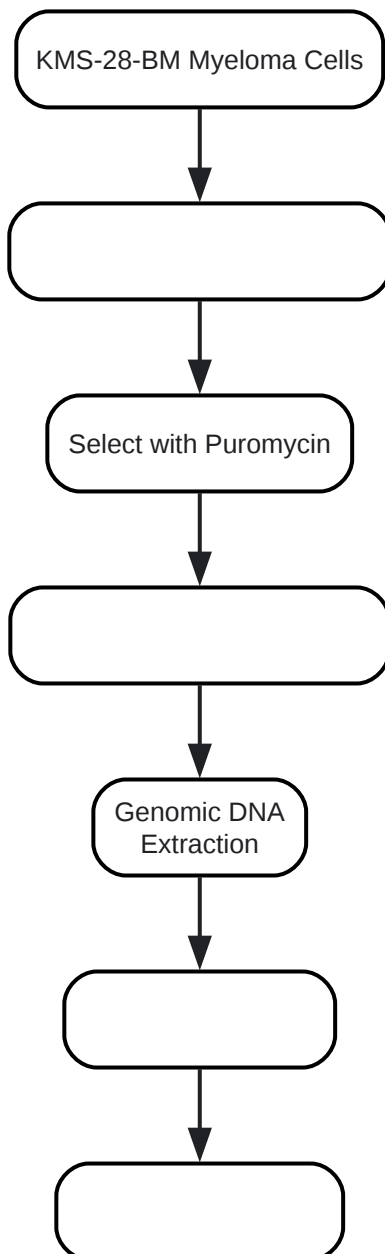 KMS-28-BM Myeloma Cells
Select with Puromycin
Genomic DNA
Extraction